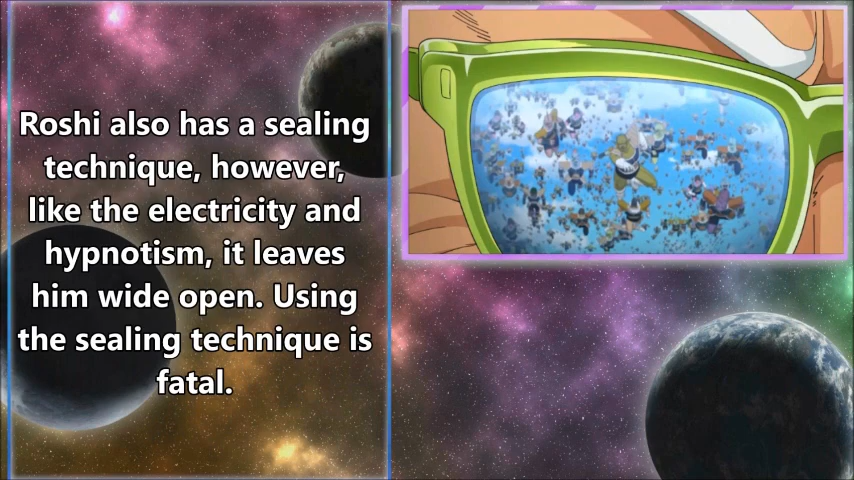 Roshi also has a sealing
technique, however,
like the electricity and
hypnotism, it leaves
him wide open. Using
the sealing technique is
fatal.